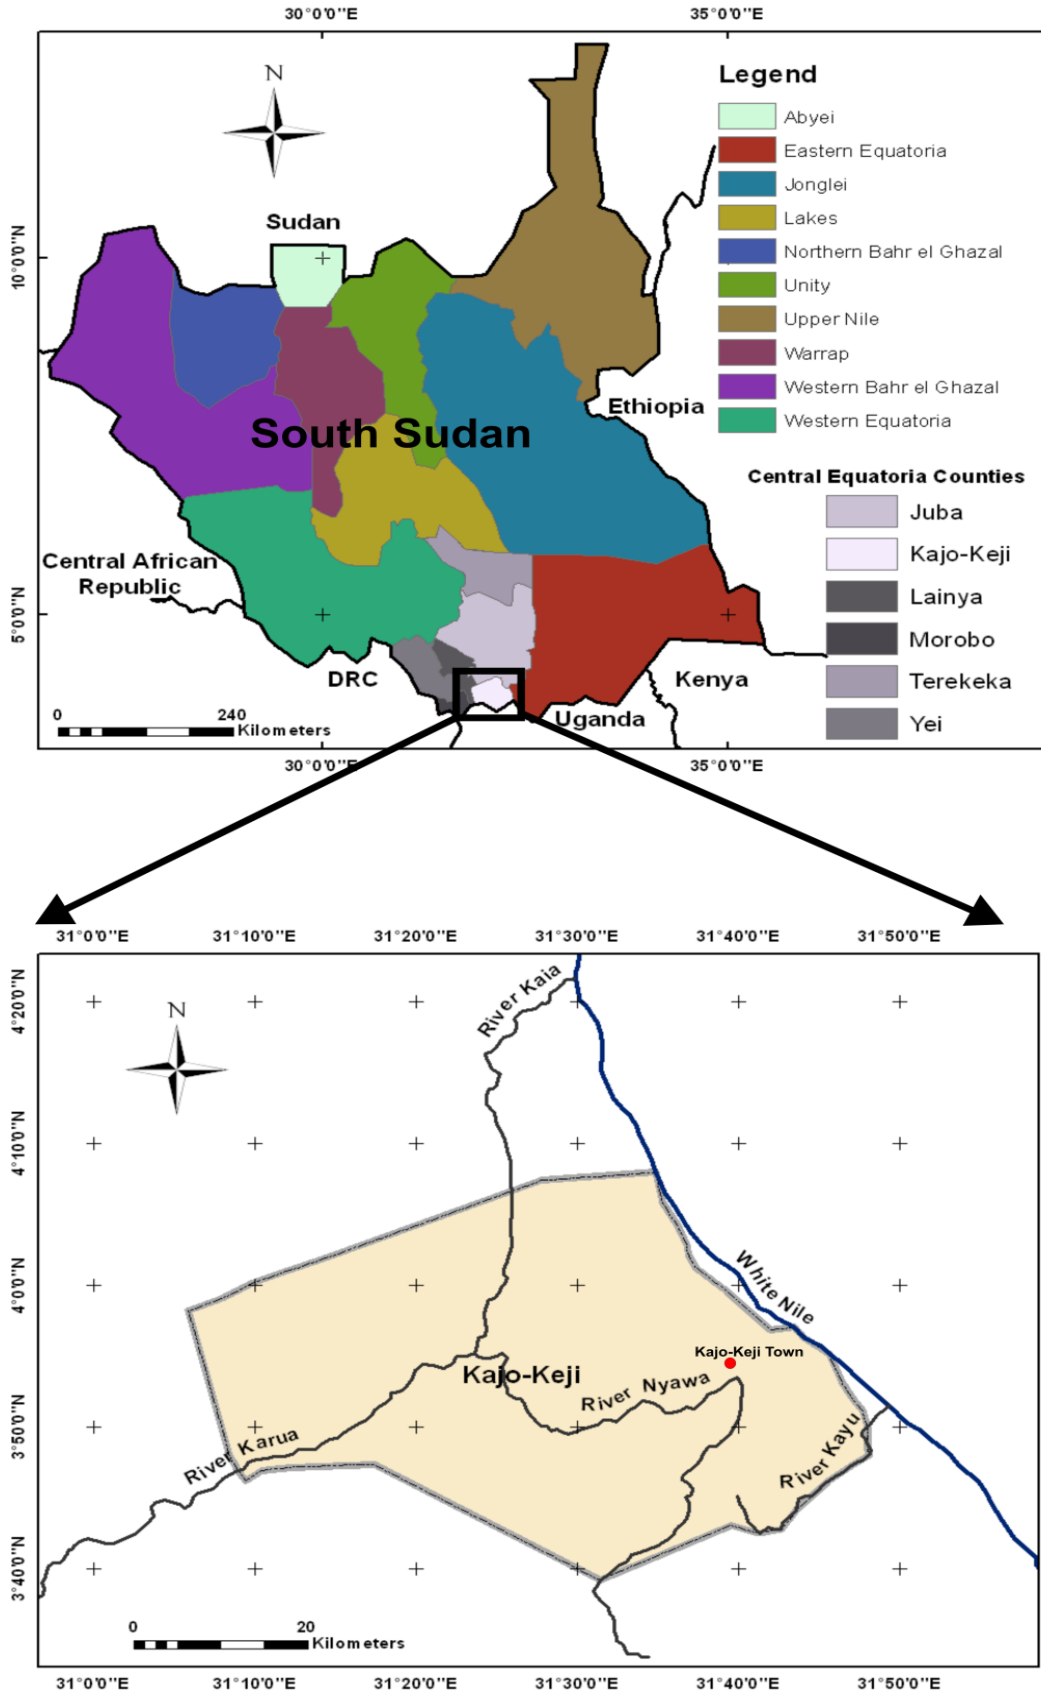 30°0'0"E 35°0'0"E
N
Legend
Abyei
Eastern Equatoria
Jonglei
Lakes
Northern Bahr el Ghazal
Unity
Upper Nile
Warrap
Western Bahr el Ghazal
Western Equatoria
Sudan
10°0'0"N
Ethiopia
South Sudan
Central Equatoria Counties
Juba
Kajo-Keji
Lainya
Morobo
Terekeka
Yei
Central African
Republic
5°0'0"N
DRC
Kenya
Uganda
0 240
Kilometers
30°0'0"E 35°0'0"E
31°0'0"E 31°10'0"E 31°20'0"E 31°30'0"E 31°40'0"E 31°50'0"E
4°20'0"N
N
River Kaia
4°10'0"N
4°0'0"N
White Nile
Kajo-Keji Town
Kajo-Keji
River Nyawa
3°50'0"N
River Karua
River Kayu
3°40'0"N
0 20
Kilometers
31°0'0"E 31°10'0"E 31°20'0"E 31°30'0"E 31°40'0"E 31°50'0"E